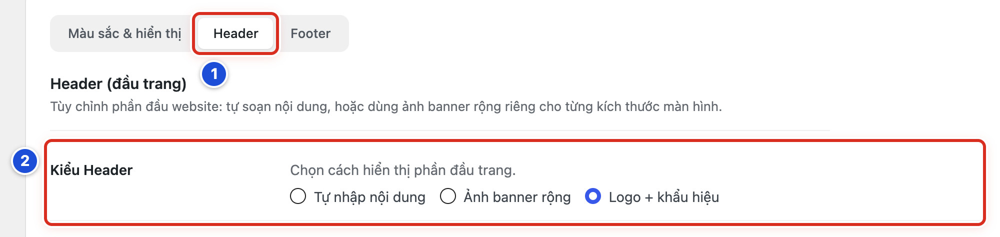 Màu sắc & hiển thị Header Footer
1
Header (đầu trang)
Tùy chỉnh phần đầu website: tự soạn nội dung, hoặc dùng ảnh banner rộng riêng cho từng kích thước màn hình.
2
Kiểu Header Chọn cách hiển thị phần đầu trang.
Tự nhập nội dung Ảnh banner rộng Logo + khẩu hiệu